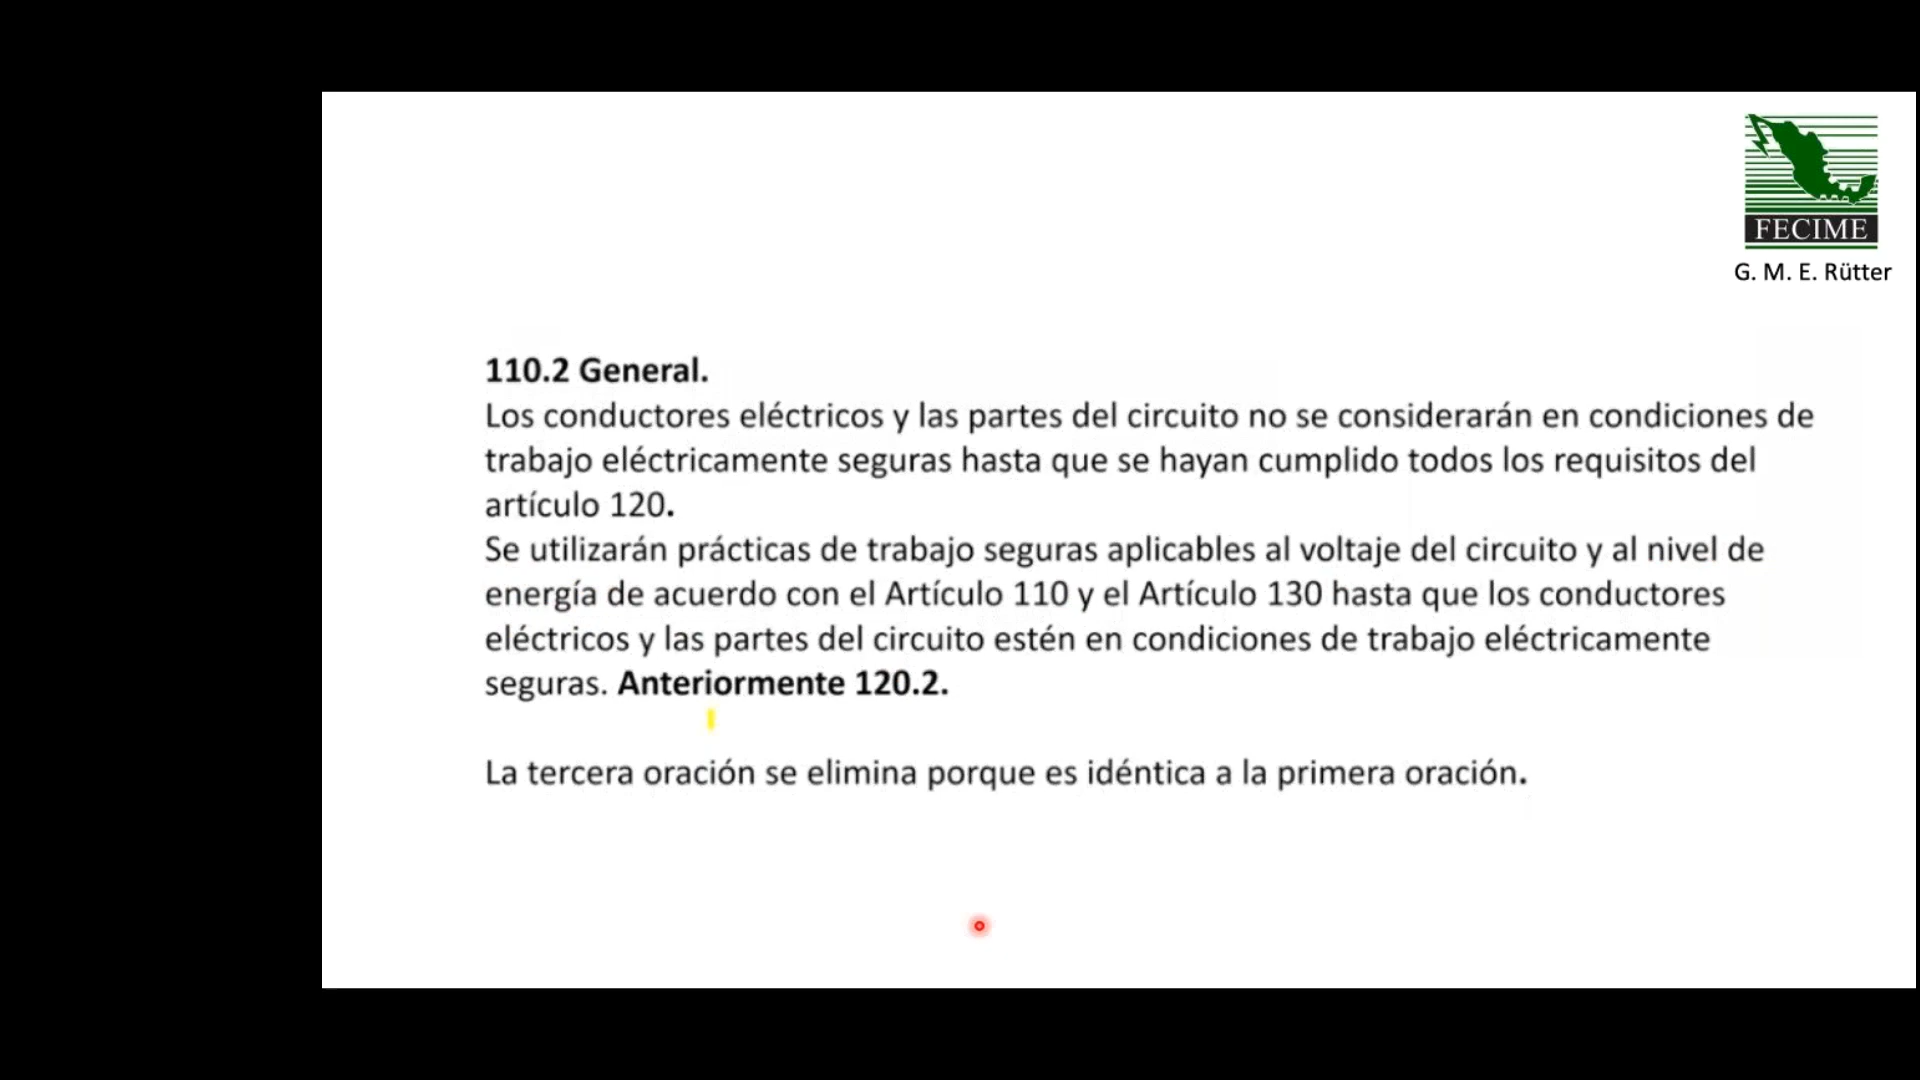 FECIME
G. M. E. Rütter
110.2 General.
Los conductores eléctricos y las partes del circuito no se considerarán en condiciones de
trabajo eléctricamente seguras hasta que se hayan cumplido todos los requisitos del
artículo 120.
Se utilizarán prácticas de trabajo seguras aplicables al voltaje del circuito y al nivel de
energía de acuerdo con el Artículo 110 y el Artículo 130 hasta que los conductores
eléctricos y las partes del circuito estén en condiciones de trabajo eléctricamente
seguras. Anteriormente 120.2.
La tercera oración se elimina porque es idéntica a la primera oración.